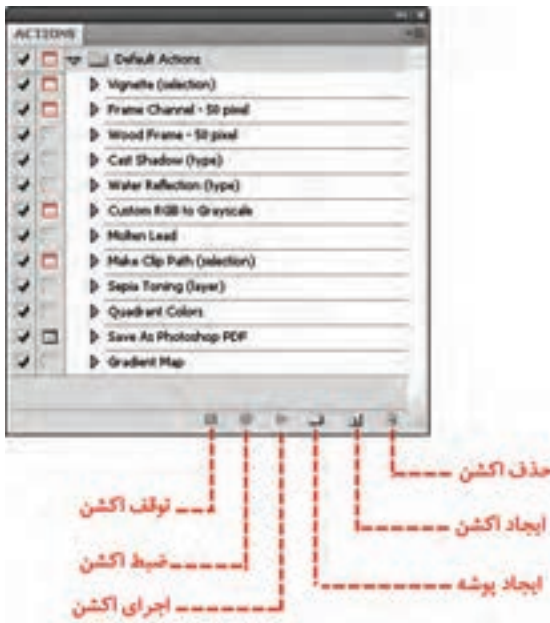 ACTIONS
Default Actions
Vignette (selection)
Frame Channel - 50 pixel
Wood Frame - 50 pixel
Cast Shadow (type)
Water Reflection (type)
Custom RGB to Grayscale
Molten Lead
Make Clip Path (selection)
Sepia Toning (layer)
Quadrant Colors
Save As Photoshop PDF
Gradient Map
حذف اکشن
توقف اکشن
ایجاد اکشن
ضبط اکشن
ایجاد پوشه
اجرای اکشن